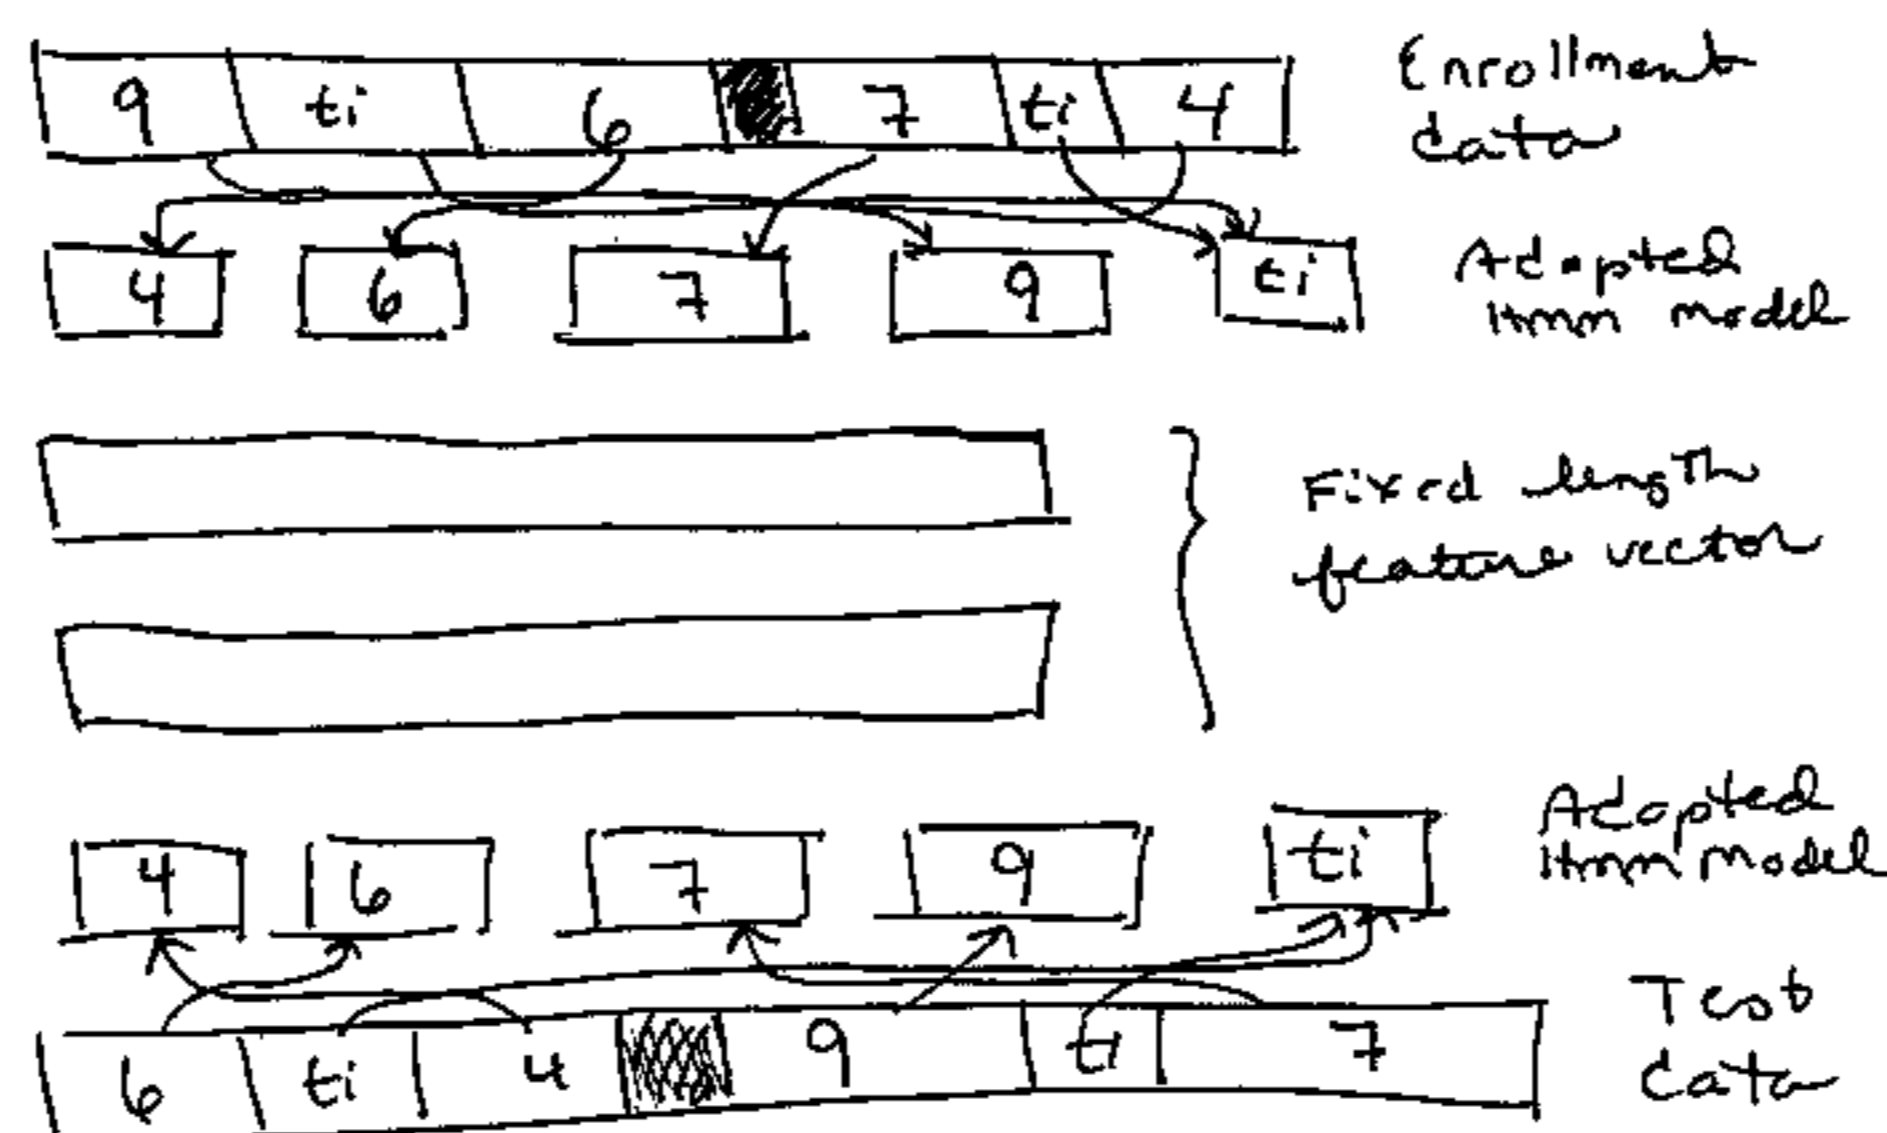 9 ti 6 7 ti 4
Enrollment
data
4 6 7 9 ti
Adapted
Hmm model
Fixed length
feature vector
4 6 7 9 ti
Adapted
Hmm model
6 ti 4 9 ti 7
Test
data